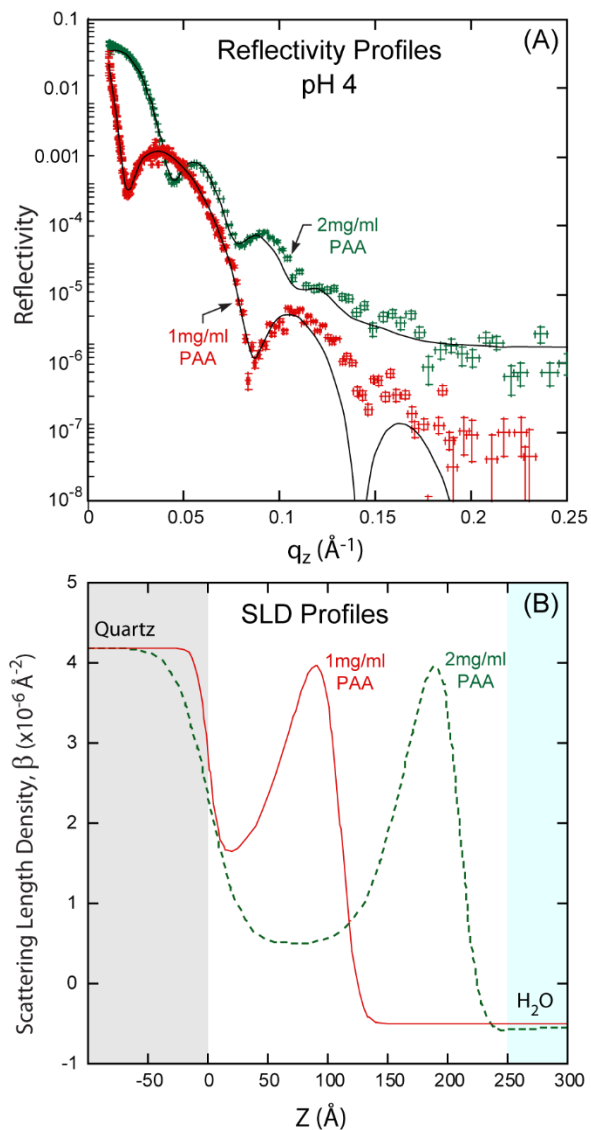 (A)
Reflectivity Profiles
pH 4
0.1
0.01
0.001
10⁻⁴
10⁻⁵
10⁻⁶
10⁻⁷
10⁻⁸
Reflectivity
2mg/ml
PAA
1mg/ml
PAA
0 0.05 0.1 0.15 0.2 0.25
qz (Å⁻¹)
(B)
SLD Profiles
Quartz
1mg/ml
PAA
2mg/ml
PAA
H₂O
5
4
3
2
1
0
-1
Scattering Length Density, β (x10⁻⁶ Å⁻²)
-50 0 50 100 150 200 250 300
Z (Å)